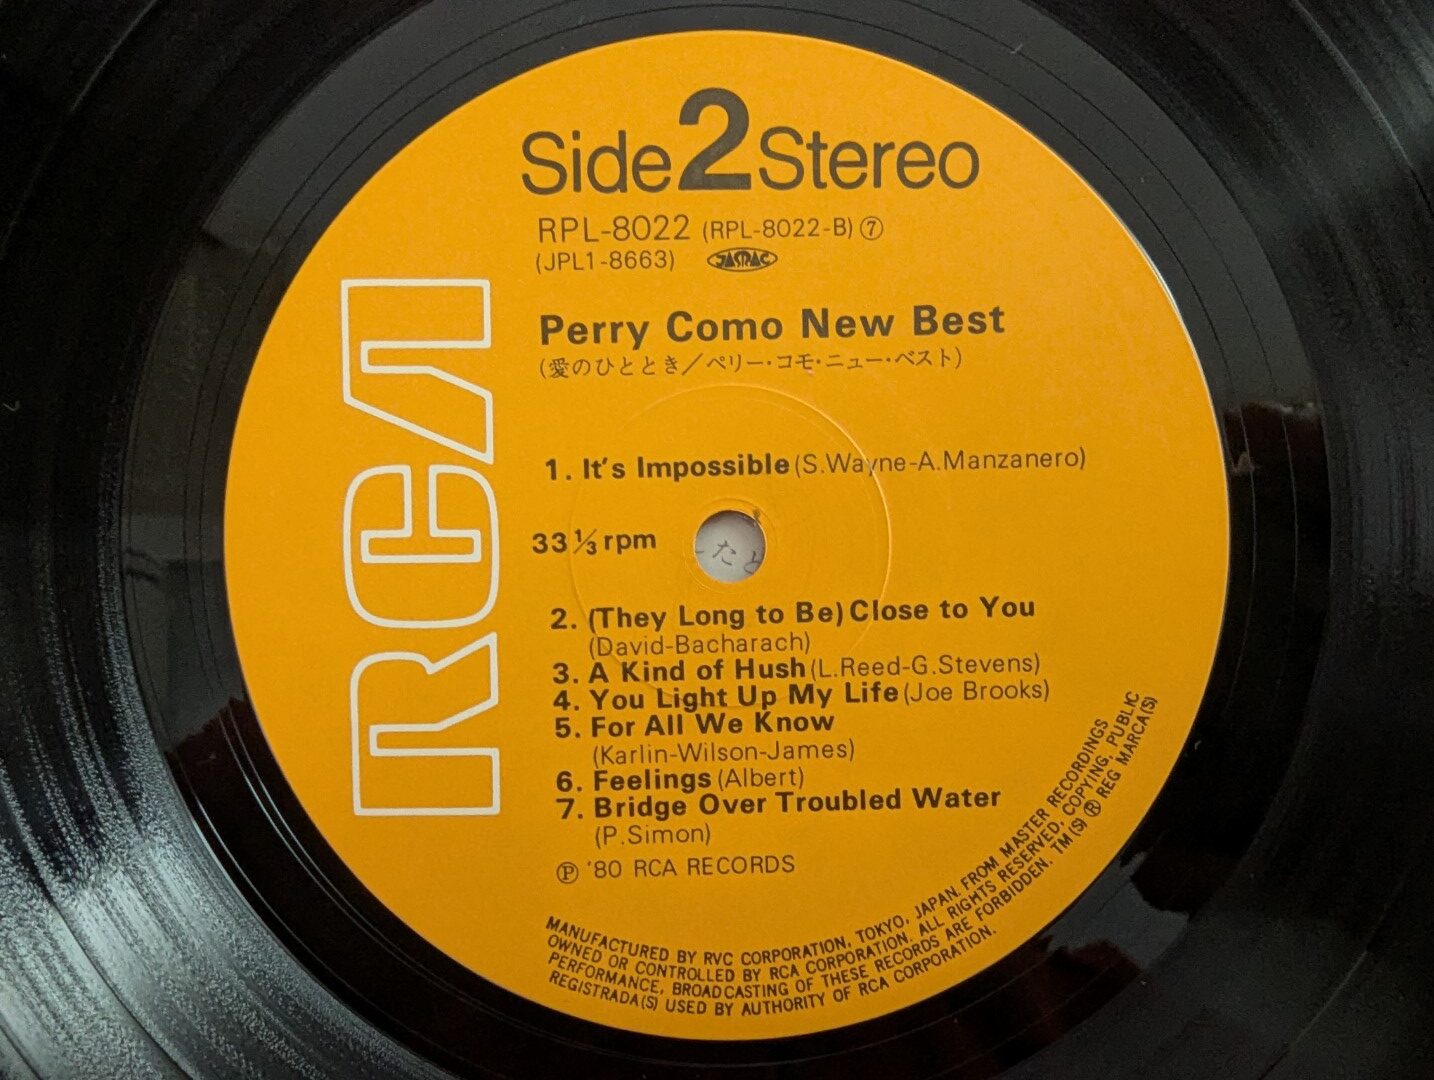 Side 2 Stereo
RPL-8022 (RPL-8022-B) ⑦
(JPL1-8663) JASRAC
Perry Como New Best
(愛のひととき／ペリー・コモ・ニュー・ベスト)
RCA
1. It's Impossible (S.Wayne-A.Manzanero)
33 1/3 rpm
たと
2. (They Long to Be) Close to You
(David-Bacharach)
3. A Kind of Hush (L.Reed-G.Stevens)
4. You Light Up My Life (Joe Brooks)
5. For All We Know
(Karlin-Wilson-James)
6. Feelings (Albert)
7. Bridge Over Troubled Water
(P.Simon)
Ⓟ '80 RCA RECORDS
MANUFACTURED BY RVC CORPORATION, TOKYO, JAPAN. FROM MASTER RECORDINGS
OWNED OR CONTROLLED BY RCA CORPORATION. ALL RIGHTS RESERVED, COPYING, PUBLIC
PERFORMANCE, BROADCASTING OF THESE RECORDS ARE FORBIDDEN. TM(S) ® REG MARCA(S)
REGISTRADA(S) USED BY AUTHORITY OF RCA CORPORATION.